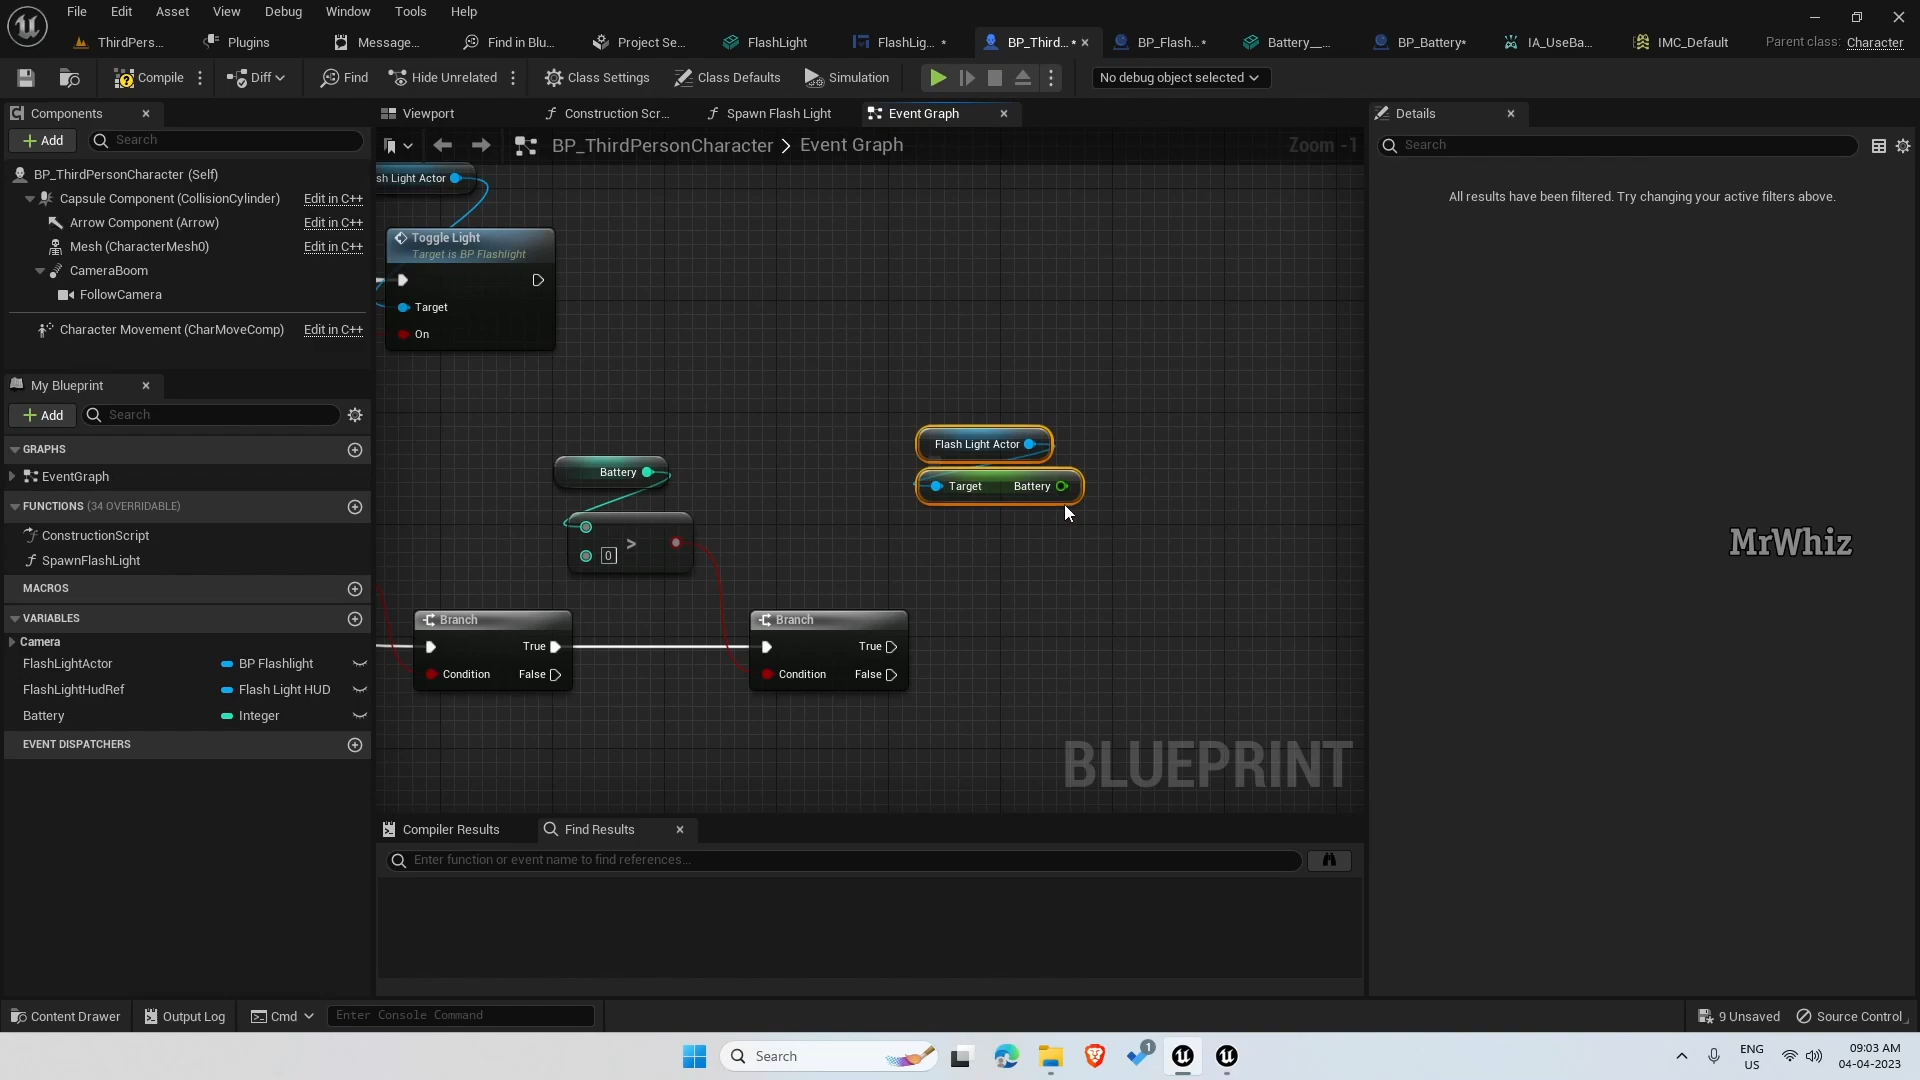 File Edit Asset View Debug Window Tools Help
ThirdPers... Plugins Message... Find in Blu... Project Se... FlashLight FlashLig... * BP_Third... * BP_Flash... * Battery__... BP_Battery* IA_UseBa... IMC_Default Parent class: Character
Compile Diff Find Hide Unrelated Class Settings Class Defaults Simulation No debug object selected
Components
Add Search
BP_ThirdPersonCharacter (Self)
Capsule Component (CollisionCylinder) Edit in C++
Arrow Component (Arrow) Edit in C++
Mesh (CharacterMesh0) Edit in C++
CameraBoom
FollowCamera
Character Movement (CharMoveComp) Edit in C++
My Blueprint
Add Search
GRAPHS
EventGraph
FUNCTIONS (34 OVERRIDABLE)
ConstructionScript
SpawnFlashLight
MACROS
VARIABLES
Camera
FlashLightActor BP Flashlight
FlashLightHudRef Flash Light HUD
Battery Integer
EVENT DISPATCHERS
Viewport Construction Scr... Spawn Flash Light Event Graph
BP_ThirdPersonCharacter > Event Graph Zoom -1
sh Light Actor
Toggle Light
Target is BP Flashlight
Target
On
Flash Light Actor
Target Battery
Battery
>
0
Branch
True
Condition False
Branch
True
Condition False
BLUEPRINT
Compiler Results Find Results
Enter function or event name to find references...
Details
Search
All results have been filtered. Try changing your active filters above.
MrWhiz
Content Drawer Output Log Cmd Enter Console Command 9 Unsaved Source Control
Search 1 ENG
US
09:03 AM
04-04-2023